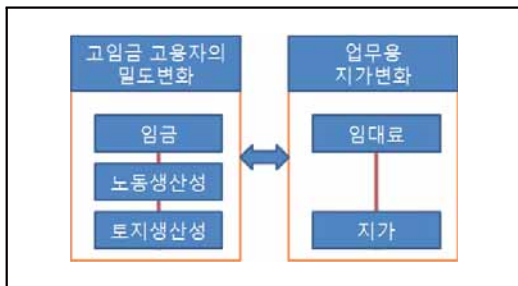 고임금 고용자의
밀도변화
임금
노동생산성
토지생산성
업무용
지가변화
임대료
지가